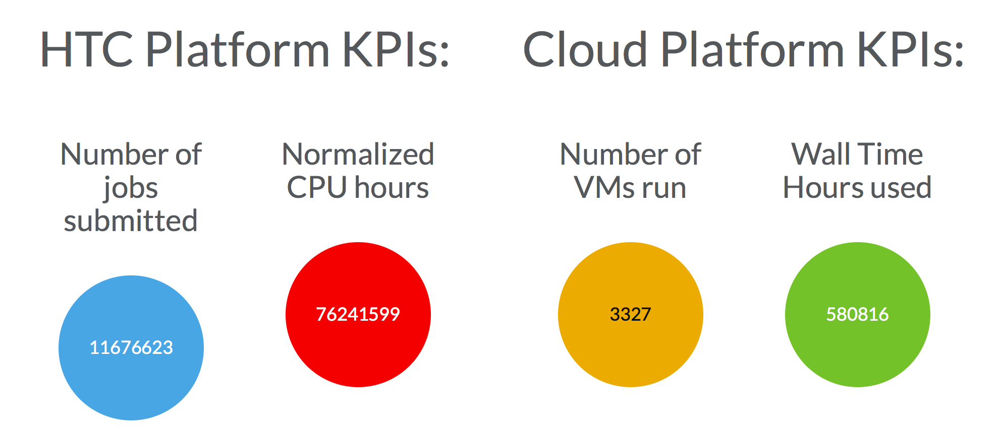 HTC Platform KPIs:
Number of
jobs
submitted
11676623
Normalized
CPU hours
76241599
Cloud Platform KPIs:
Number of
VMs run
3327
Wall Time
Hours used
580816